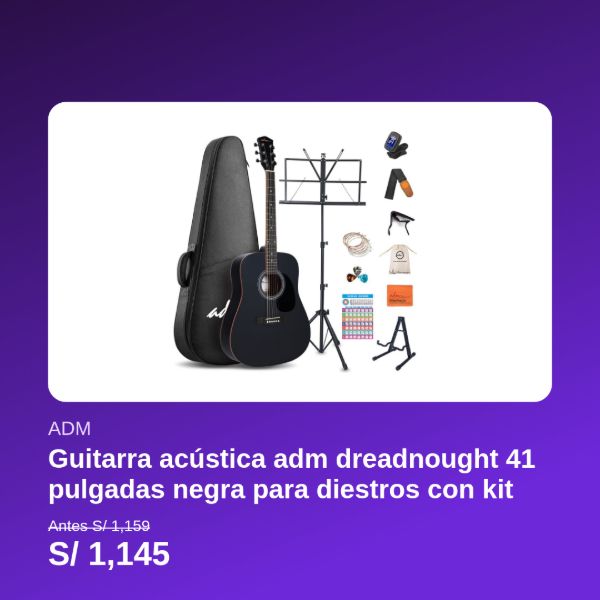 ADM
Guitarra acústica adm dreadnought 41
pulgadas negra para diestros con kit
Antes S/ 1,159
S/ 1,145